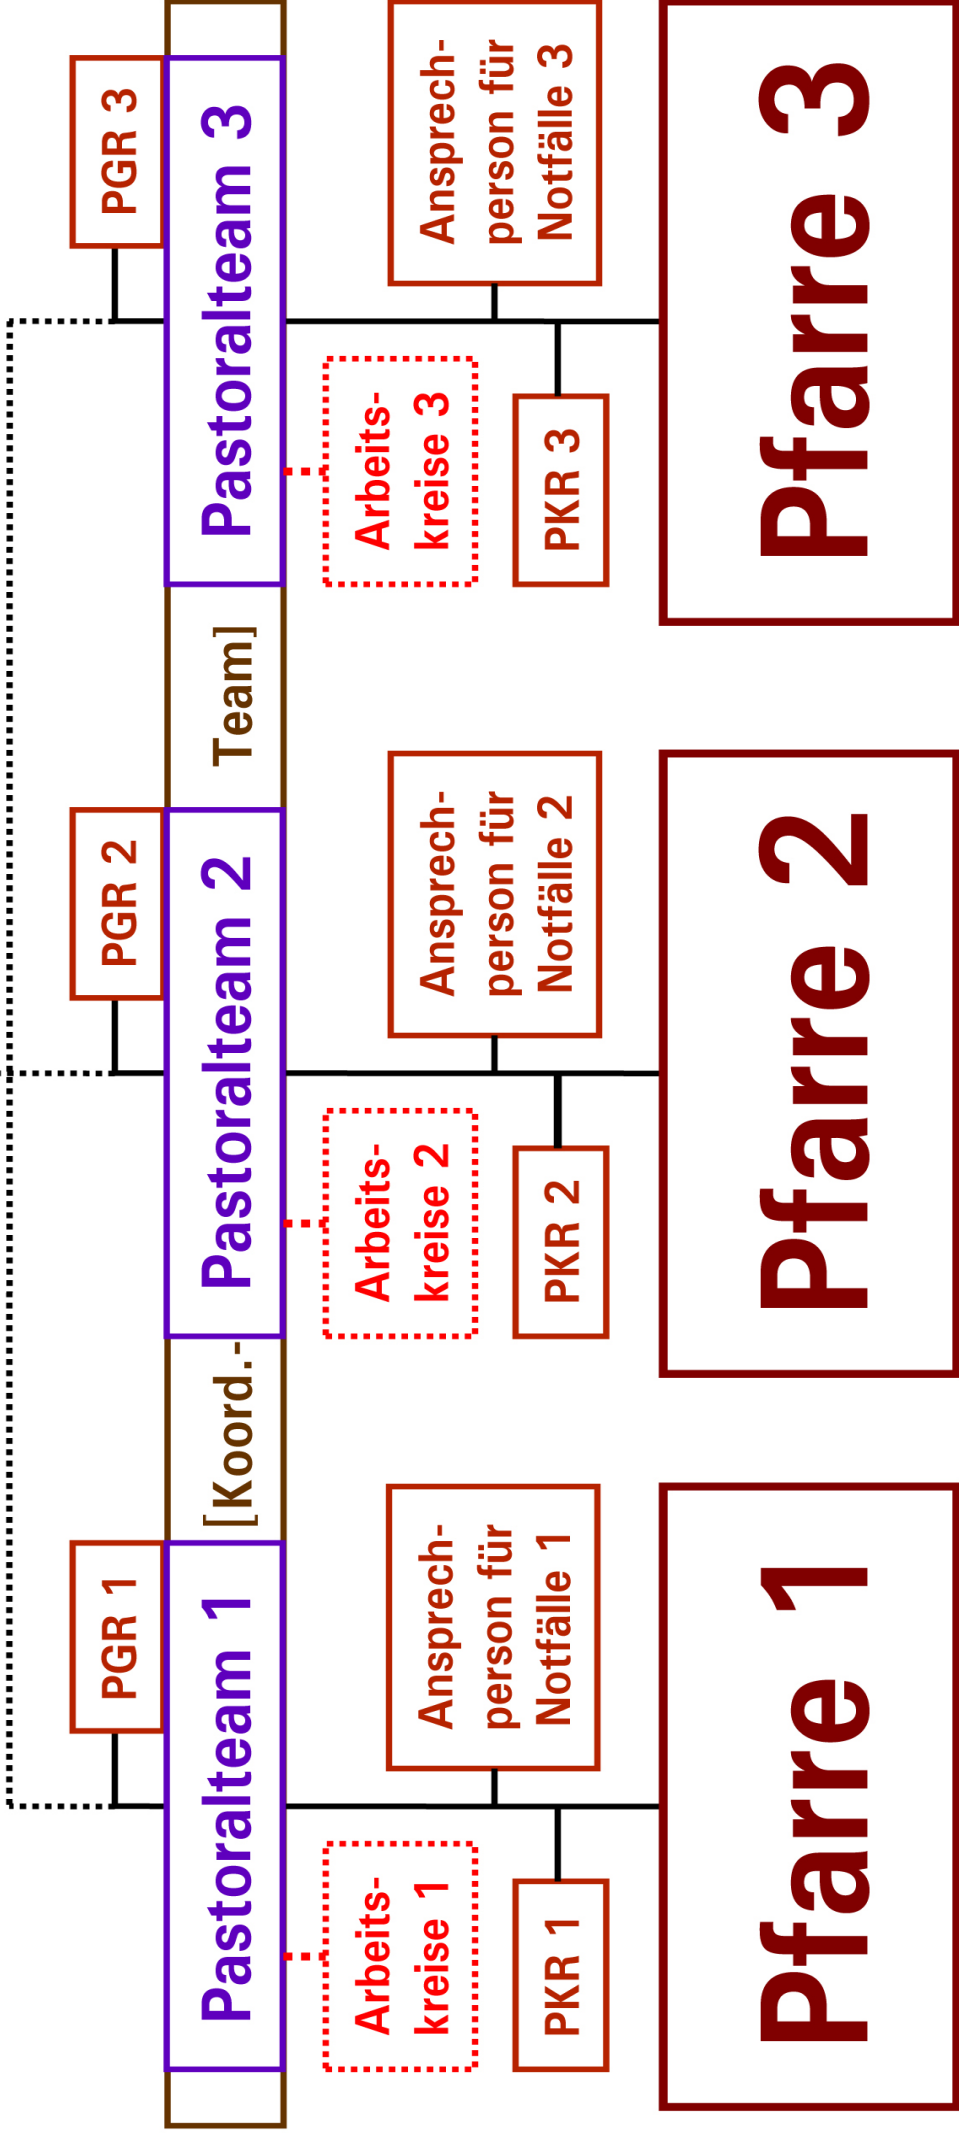 PGR 1
PGR 2
PGR 3
Pastoralteam 1
[Koord.-
Pastoralteam 2
Team]
Pastoralteam 3
Arbeits-
kreise 1
Ansprech-
person für
Notfälle 1
Arbeits-
kreise 2
Ansprech-
person für
Notfälle 2
Arbeits-
kreise 3
Ansprech-
person für
Notfälle 3
PKR 1
PKR 2
PKR 3
Pfarre 1
Pfarre 2
Pfarre 3